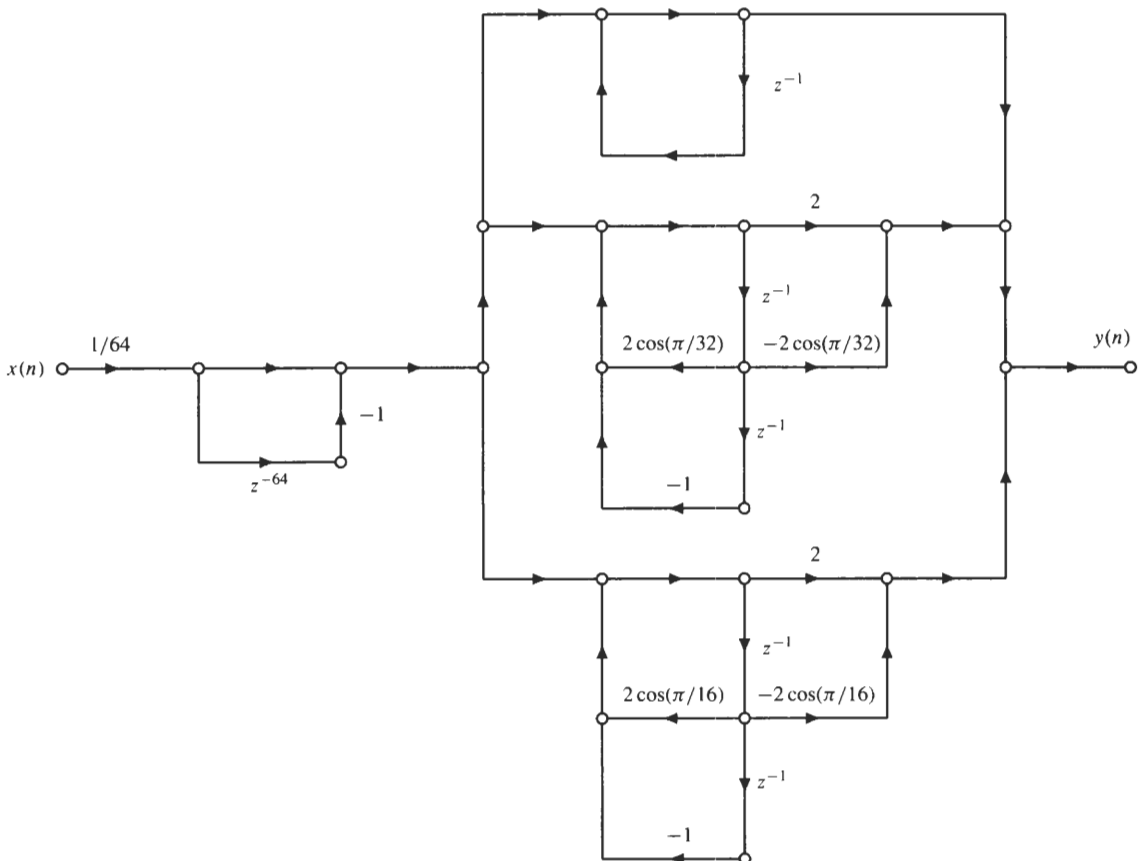 z⁻¹
2
z⁻¹
1/64
2 cos(π/32)
−2 cos(π/32)
y(n)
x(n)
−1
z⁻¹
z⁻⁶⁴
−1
2
z⁻¹
2 cos(π/16)
−2 cos(π/16)
z⁻¹
−1